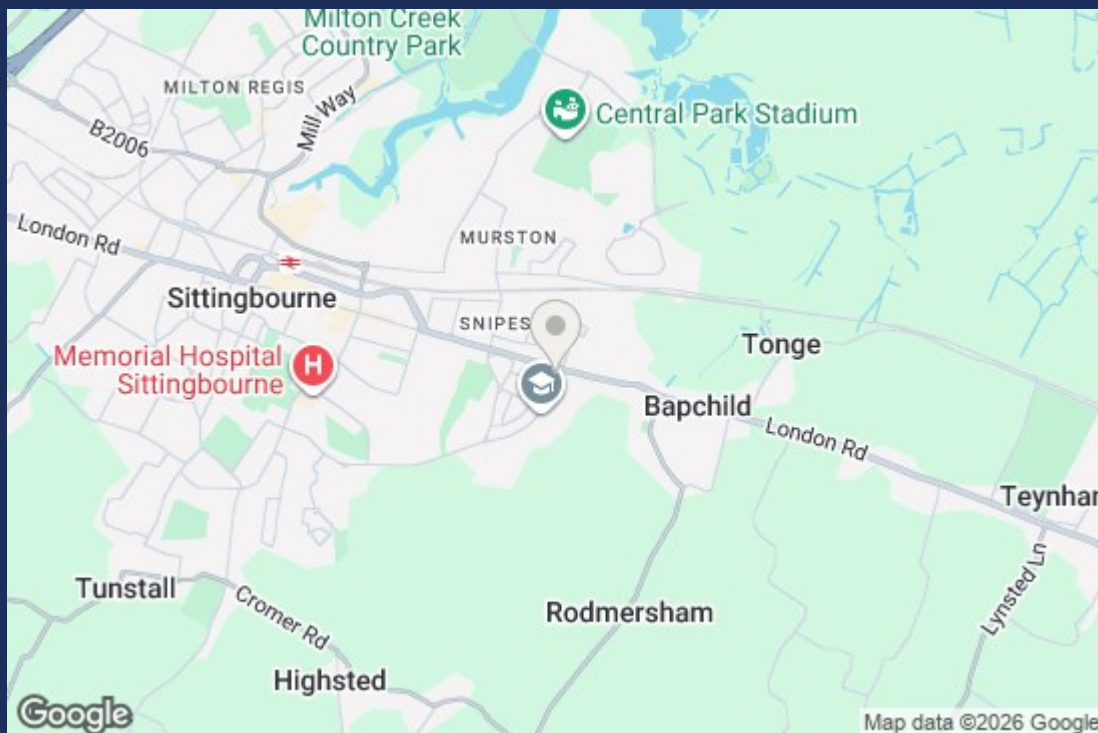 Milton Creek
Country Park
MILTON REGIS
Mill Way
B2006
Central Park Stadium
London Rd
MURSTON
Sittingbourne
SNIPES
Tonge
Memorial Hospital
Sittingbourne
H
Bapchild
London Rd
Teynham
Tunstall
Cromer Rd
Rodmersham
Lynsted Ln
Highsted
Google
Map data ©2026 Google